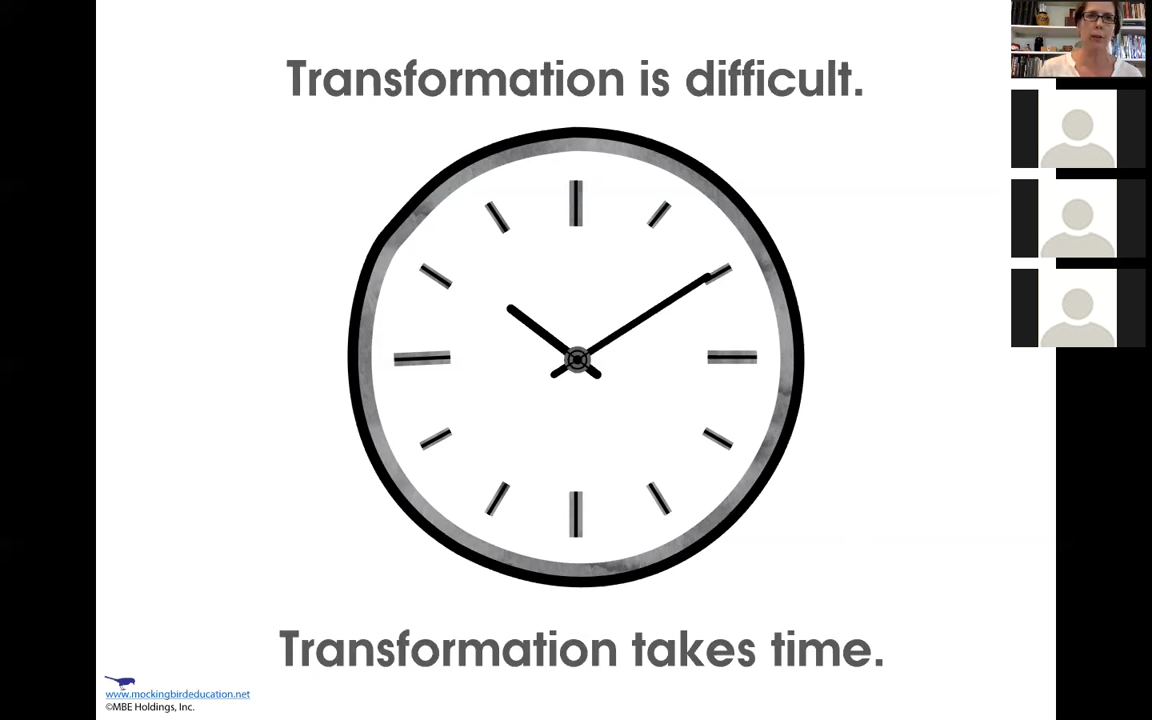 Transformation is difficult.
Transformation takes time.
www.mockingbirdeducation.net
©MBE Holdings, Inc.